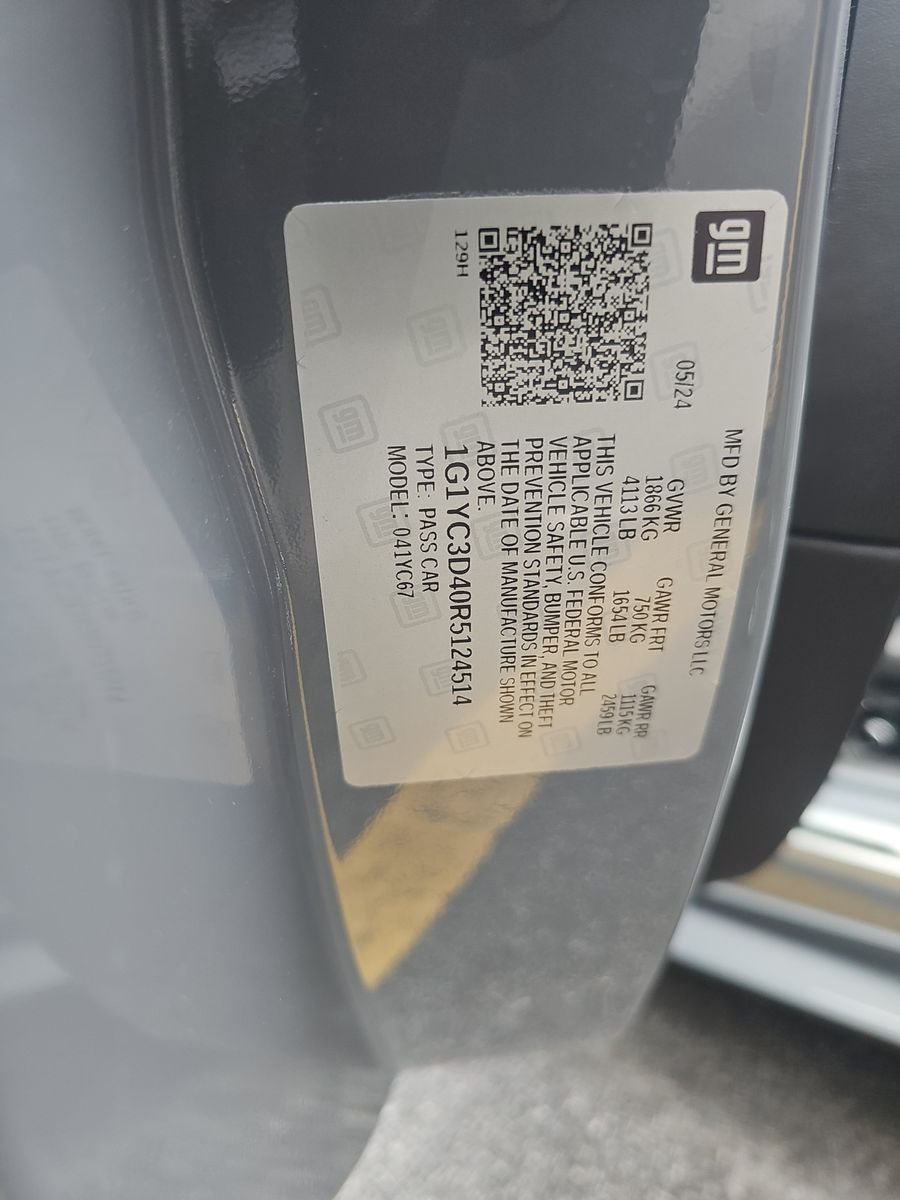 gm
MFD BY GENERAL MOTORS LLC
05/24
GVWR GAWR FRT GAWR RR
1866 KG 750 KG 1115 KG
4113 LB 1654 LB 2459 LB
THIS VEHICLE CONFORMS TO ALL
APPLICABLE U.S. FEDERAL MOTOR
VEHICLE SAFETY, BUMPER, AND THEFT
PREVENTION STANDARDS IN EFFECT ON
THE DATE OF MANUFACTURE SHOWN
ABOVE.
1G1YC3D40R5124514
TYPE: PASS CAR
MODEL: 041YC67
129H